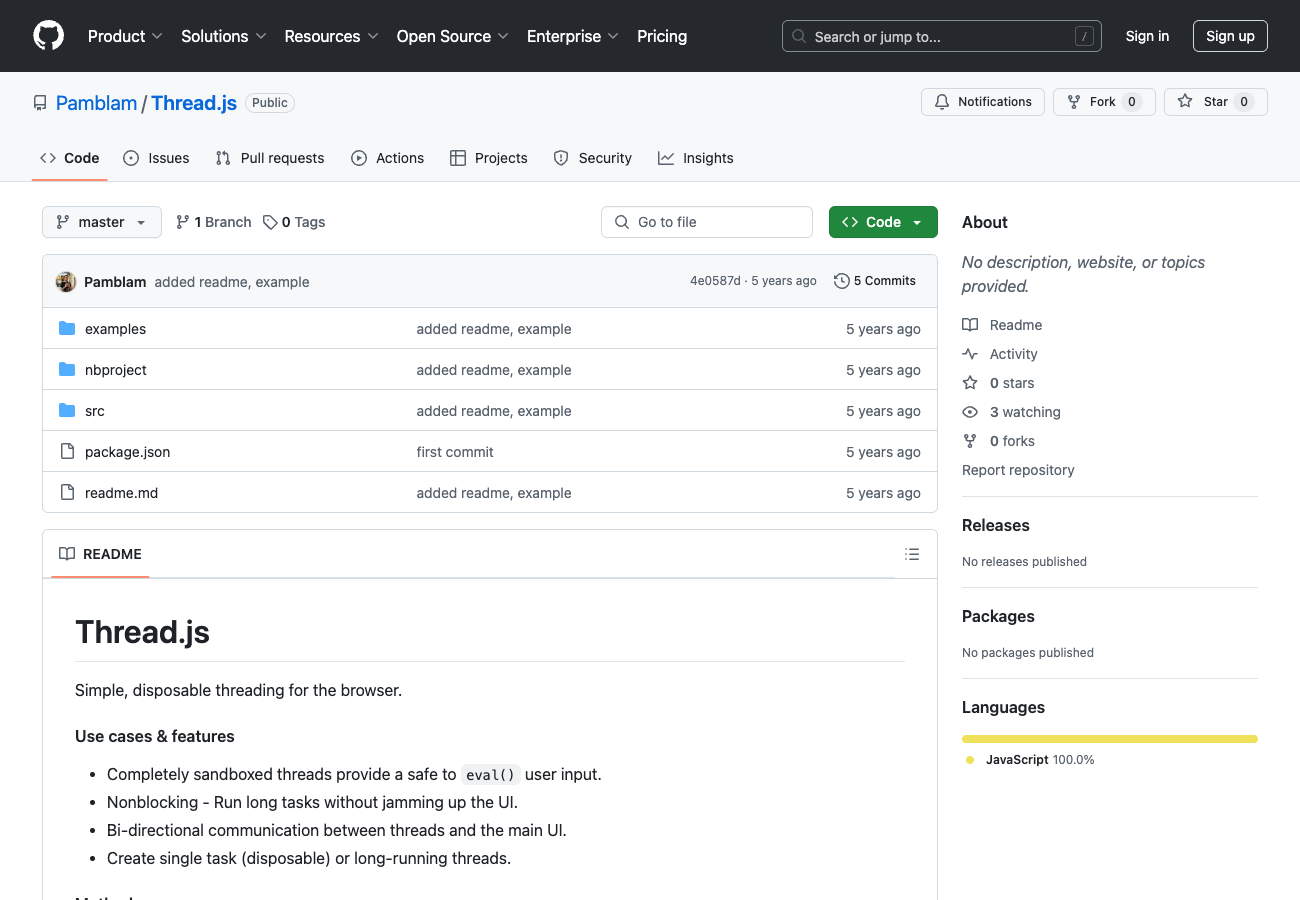 Product Solutions Resources Open Source Enterprise Pricing Search or jump to... / Sign in Sign up
Pamblam / Thread.js Public Notifications Fork 0 Star 0
Code Issues Pull requests Actions Projects Security Insights
master 1 Branch 0 Tags Go to file Code
Pamblam added readme, example 4e0587d · 5 years ago 5 Commits
examples added readme, example 5 years ago
nbproject added readme, example 5 years ago
src added readme, example 5 years ago
package.json first commit 5 years ago
readme.md added readme, example 5 years ago
README
Thread.js
Simple, disposable threading for the browser.
Use cases & features
Completely sandboxed threads provide a safe to eval() user input.
Nonblocking - Run long tasks without jamming up the UI.
Bi-directional communication between threads and the main UI.
Create single task (disposable) or long-running threads.
About
No description, website, or topics
provided.
Readme
Activity
0 stars
3 watching
0 forks
Report repository
Releases
No releases published
Packages
No packages published
Languages
JavaScript 100.0%